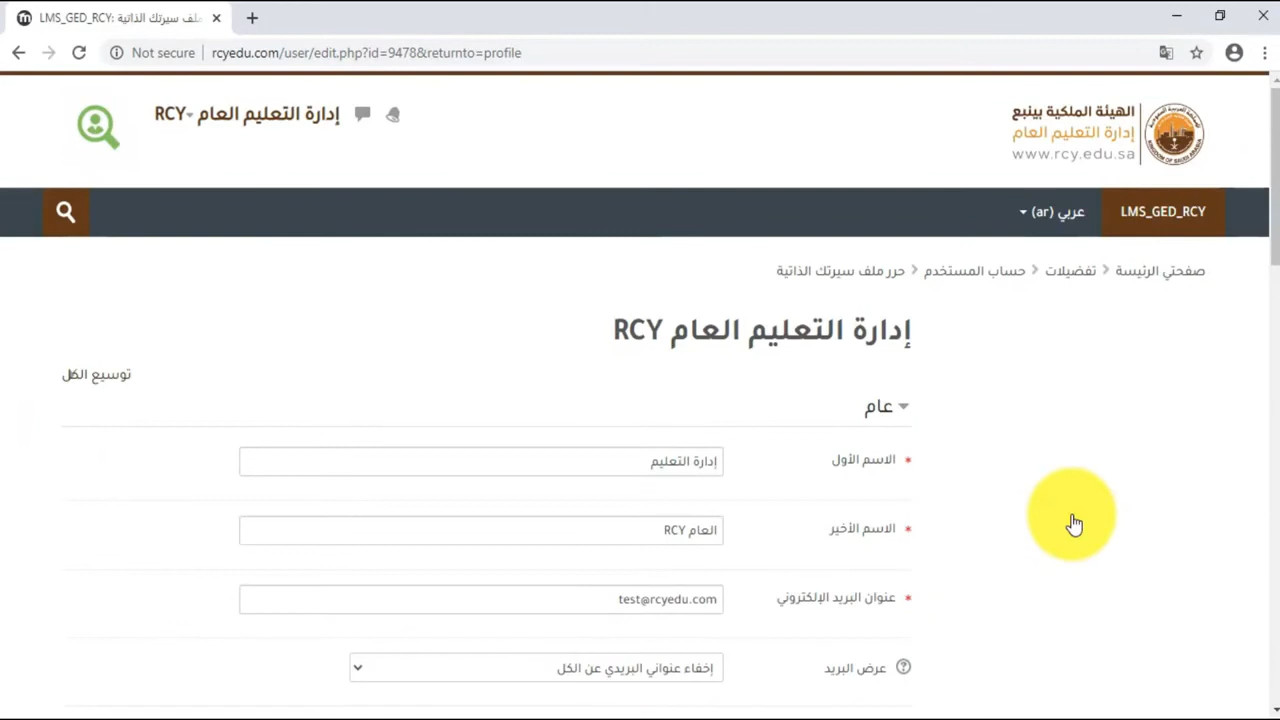 LMS_GED_RCY: ملف سيرتك الذاتية
Not secure | rcyedu.com/user/edit.php?id=9478&returnto=profile
الهيئة الملكية بينبع
إدارة التعليم العام
www.rcy.edu.sa
إدارة التعليم العام RCY
LMS_GED_RCY
عربي (ar)
صفحتي الرئيسة
تفضيلات
حساب المستخدم
حرر ملف سيرتك الذاتية
إدارة التعليم العام RCY
توسيع الكل
عام
الاسم الأول
إدارة التعليم
الاسم الأخير
العام RCY
عنوان البريد الإلكتروني
test@rcyedu.com
عرض البريد
إخفاء عنواني البريدي عن الكل